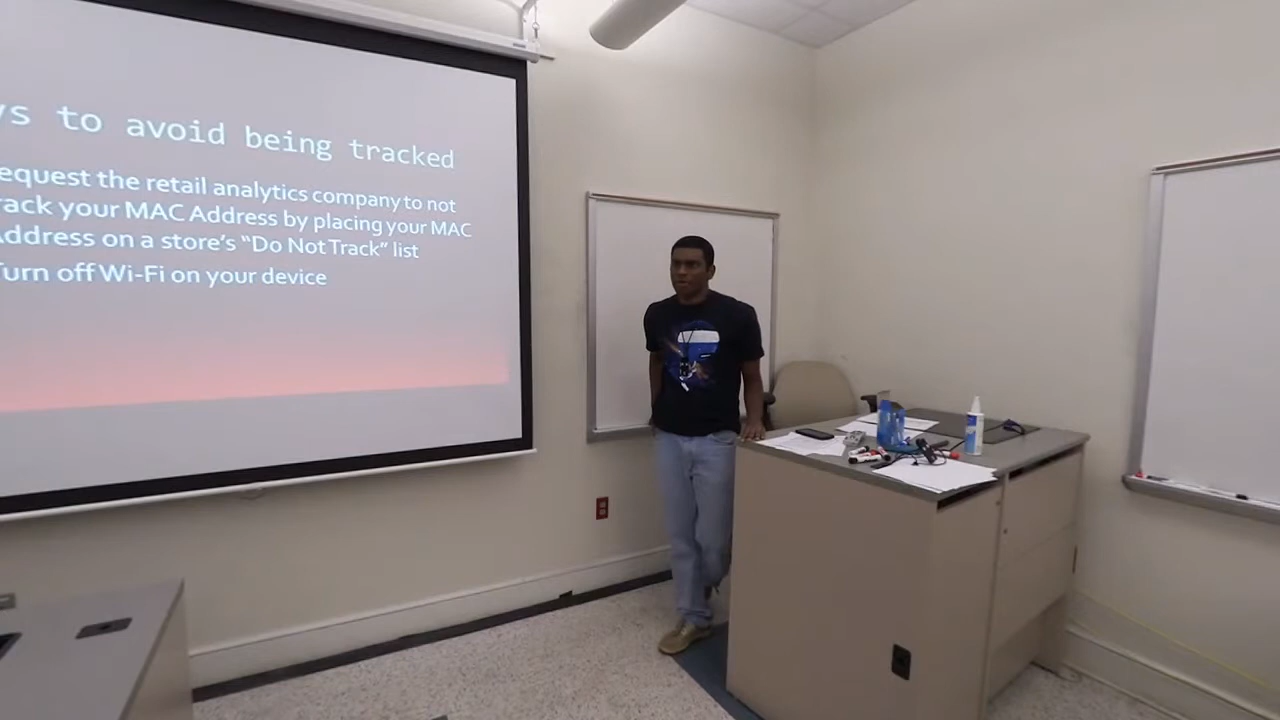 ys to avoid being tracked
equest the retail analytics company to not
rack your MAC Address by placing your MAC
Address on a store's “Do Not Track” list
Turn off Wi-Fi on your device